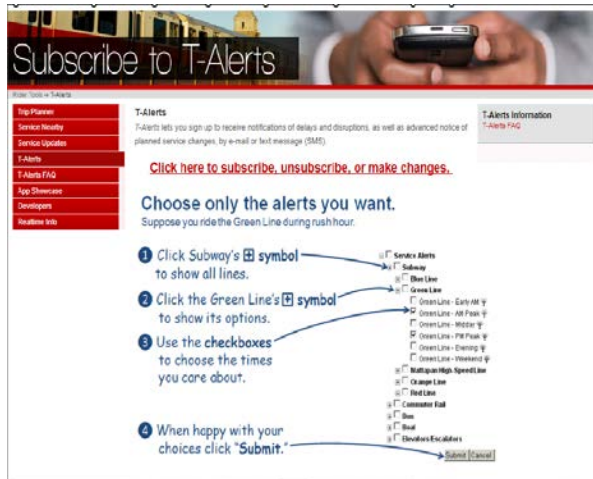 Subscribe to T-Alerts
Rider Tools → T-Alerts
Trip Planner
Service Nearby
Service Updates
T-Alerts
T-Alerts FAQ
App Showcase
Developers
Realtime Info
T-Alerts
T-Alerts lets you sign up to receive notifications of delays and disruptions, as well as advanced notice of
planned service changes, by e-mail or text message (SMS).
T-Alerts Information
T-Alerts FAQ
Click here to subscribe, unsubscribe, or make changes.
Choose only the alerts you want.
Suppose you ride the Green Line during rush hour.
1 Click Subway's + symbol
to show all lines.
2 Click the Green Line's + symbol
to show its options.
3 Use the checkboxes
to choose the times
you care about.
4 When happy with your
choices click "Submit."
Service Alerts
Subway
Blue Line
Green Line
Green Line - Early AM
Green Line - AM Peak
Green Line - Midday
Green Line - PM Peak
Green Line - Evening
Green Line - Weekend
Mattapan High Speed Line
Orange Line
Red Line
Commuter Rail
Bus
Boat
Elevators/Escalators
Submit Cancel